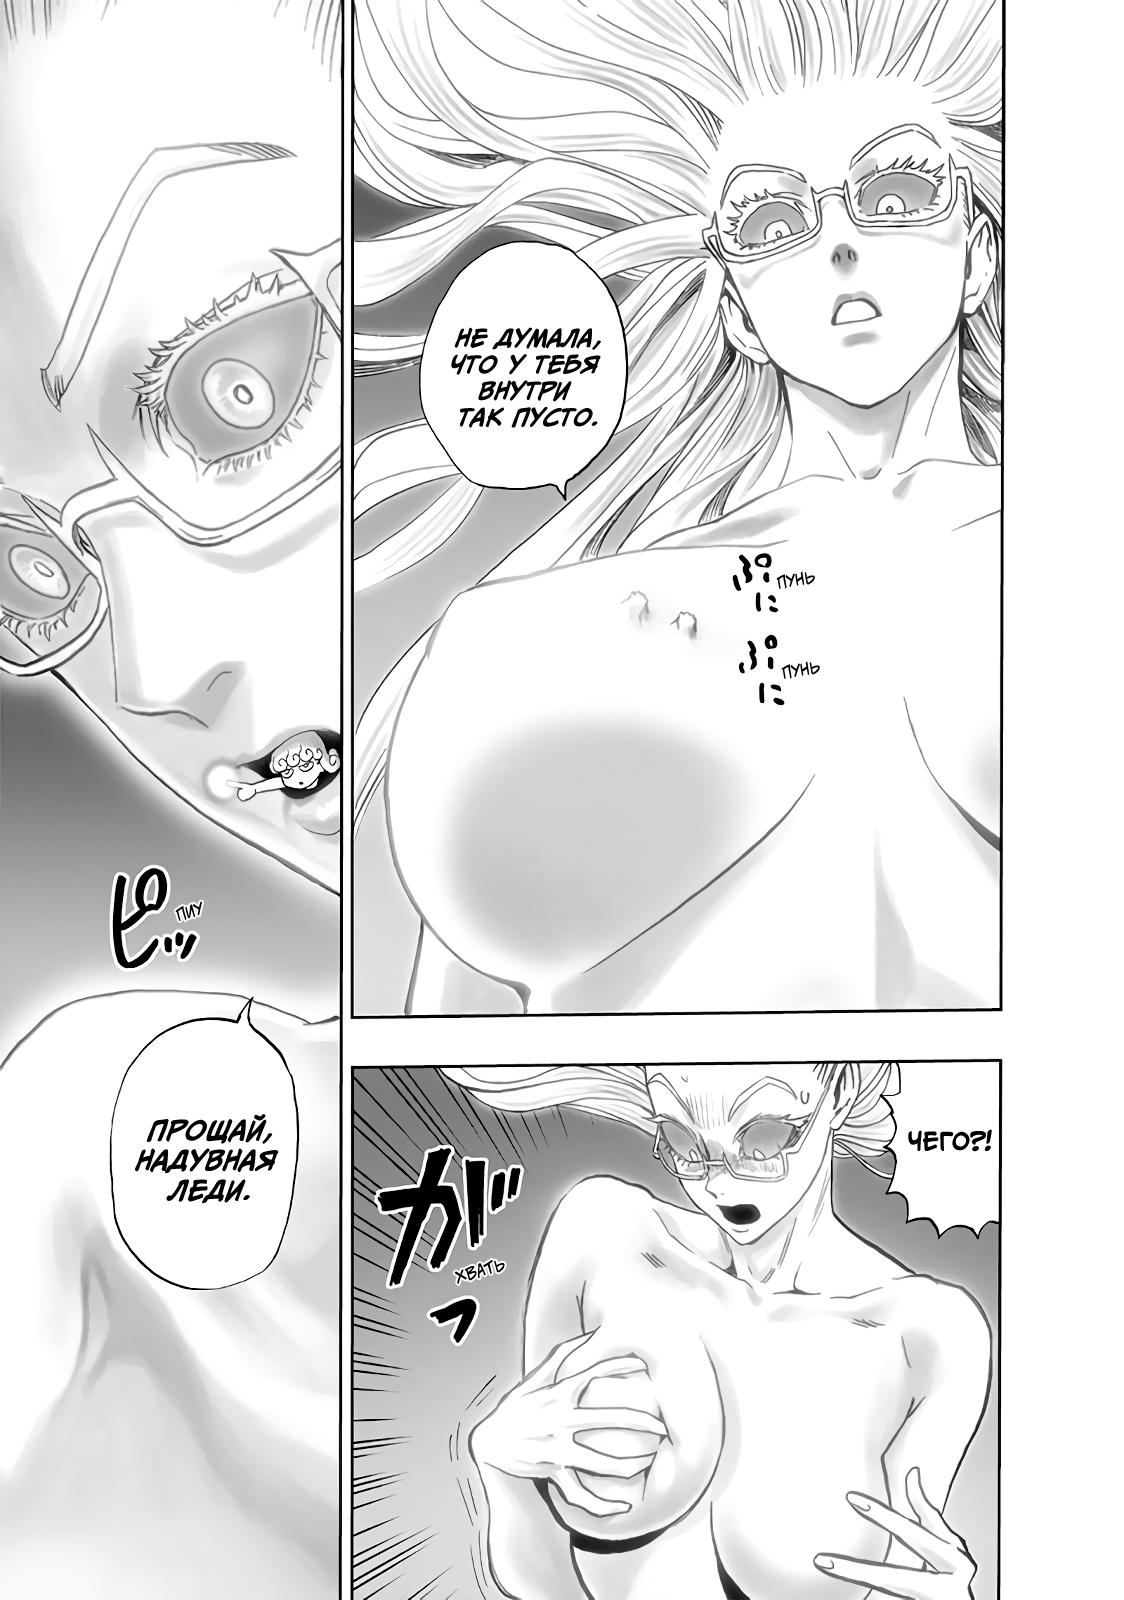 НЕ ДУМАЛА,
ЧТО У ТЕБЯ
ВНУТРИ
ТАК ПУСТО.
ぷに
ПУНЬ
ぷに
ПУНЬ
ЧЕГО?!
ガッ
ХВАТЬ
ピッ
ПИУ
ПРОЩАЙ,
НАДУВНАЯ
ЛЕДИ.